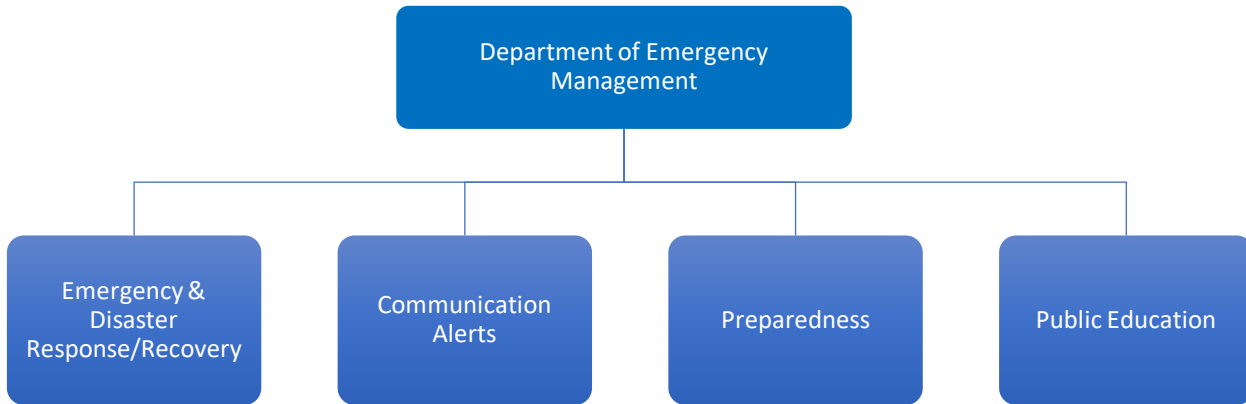 Department of Emergency
Management
Emergency &
Disaster
Response/Recovery
Communication
Alerts
Preparedness
Public Education